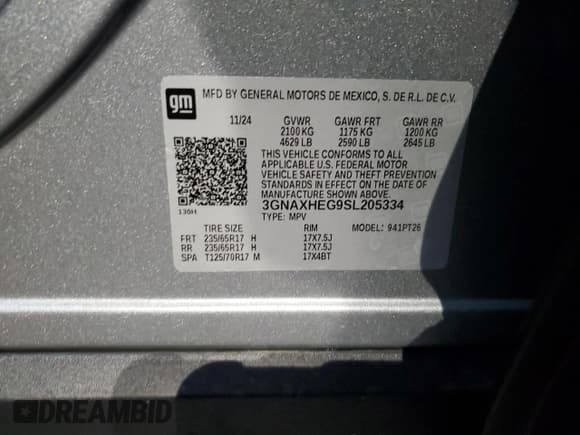 gm
MFD BY GENERAL MOTORS DE MEXICO, S. DE R.L. DE C.V.
11/24 GVWR GAWR FRT GAWR RR
2100 KG 1175 KG 1200 KG
4629 LB 2590 LB 2645 LB
THIS VEHICLE CONFORMS TO ALL
APPLICABLE U.S. FEDERAL MOTOR
VEHICLE SAFETY AND THEFT PREVENTION
STANDARDS IN EFFECT ON THE DATE OF
MANUFACTURE SHOWN ABOVE.
3GNAXHEG9SL205334
136H TYPE: MPV
TIRE SIZE RIM MODEL: 941PT26
FRT 235/65R17 H 17X7.5J
RR 235/65R17 H 17X7.5J
SPA T125/70R17 M 17X4BT
DREAMBID